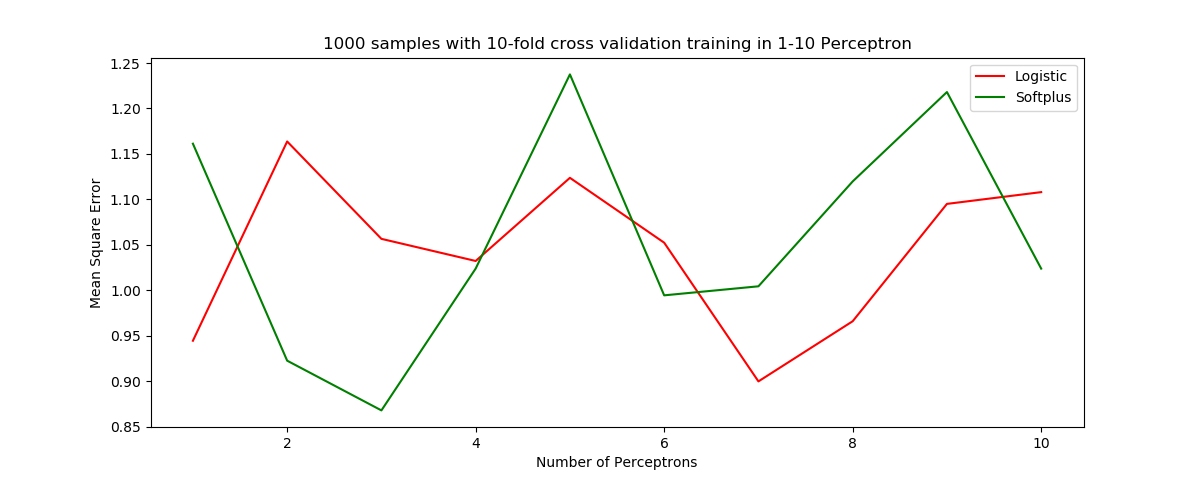 1000 samples with 10-fold cross validation training in 1-10 Perceptron
Logistic
Softplus
1.25
1.20
1.15
1.10
1.05
1.00
0.95
0.90
0.85
Mean Square Error
2
4
6
8
10
Number of Perceptrons